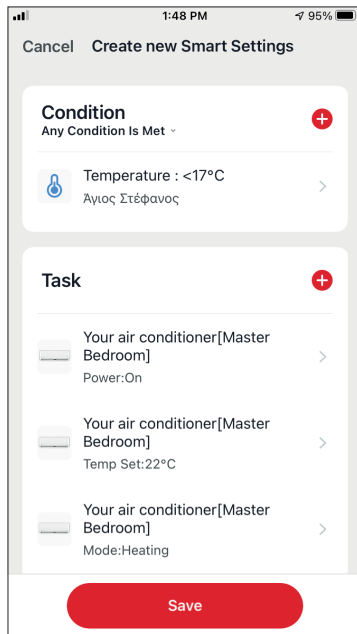 1:48 PM
95%
Cancel Create new Smart Settings
Condition
Any Condition Is Met
Temperature : <17°C
Άγιος Στέφανος
Task
Your air conditioner[Master
Bedroom]
Power:On
Your air conditioner[Master
Bedroom]
Temp Set:22°C
Your air conditioner[Master
Bedroom]
Mode:Heating
Save